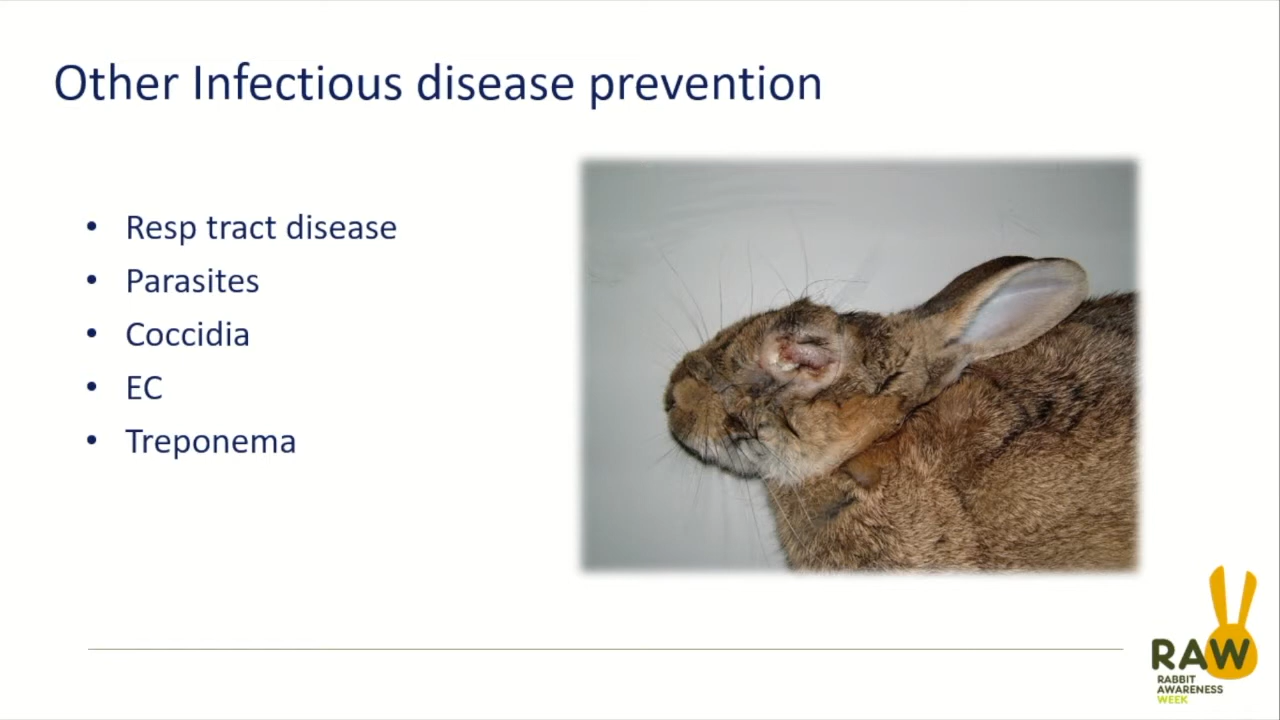 Other Infectious disease prevention
• Resp tract disease
• Parasites
• Coccidia
• EC
• Treponema
RAW
RABBIT
AWARENESS
WEEK